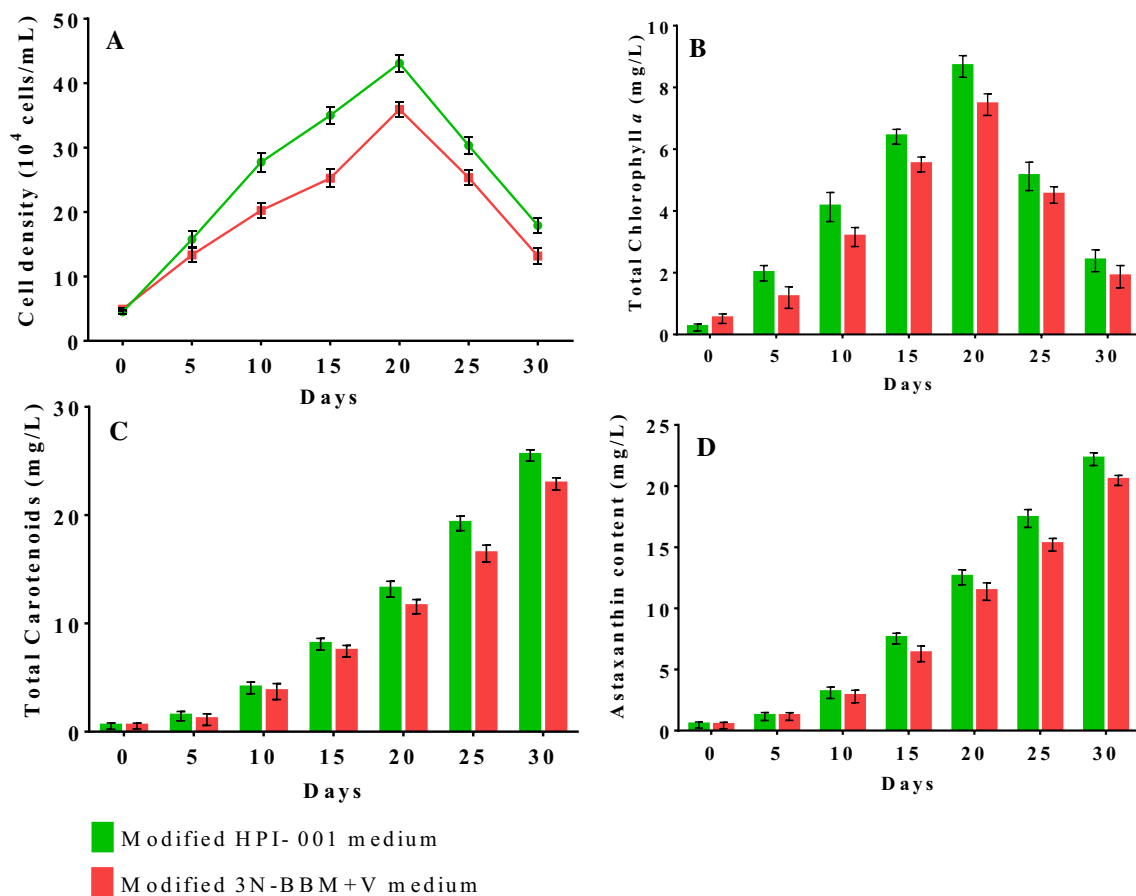 A
Cell density (10⁴ cells/mL)
50
40
30
20
10
0
0 5 10 15 20 25 30
Days
B
Total Chlorophyll a (mg/L)
10
8
6
4
2
0
0 5 10 15 20 25 30
Days
C
Total Carotenoids (mg/L)
30
20
10
0
0 5 10 15 20 25 30
Days
D
Astaxanthin content (mg/L)
25
20
15
10
5
0
0 5 10 15 20 25 30
Days
Modified HPI- 001 medium
Modified 3N-BBM+V medium